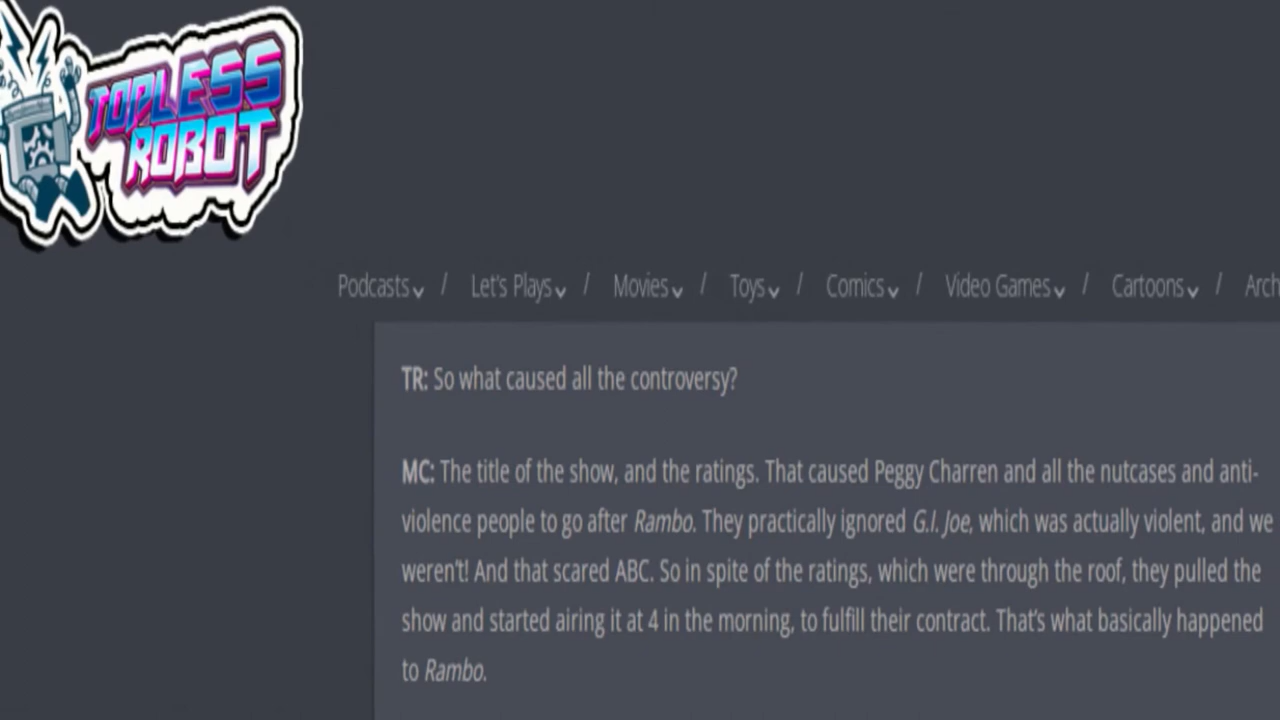 TOPLESS
ROBOT
Podcasts / Let's Plays / Movies / Toys / Comics / Video Games / Cartoons / Arch
TR: So what caused all the controversy?
MC: The title of the show, and the ratings. That caused Peggy Charren and all the nutcases and anti-
violence people to go after Rambo. They practically ignored G.I. Joe, which was actually violent, and we
weren't! And that scared ABC. So in spite of the ratings, which were through the roof, they pulled the
show and started airing it at 4 in the morning, to fulfill their contract. That's what basically happened
to Rambo.